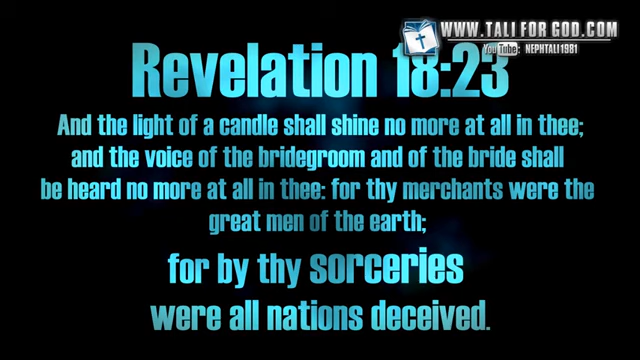 WWW.TALI FOR GOD.COM
YouTube: NEPHTALI1981
Revelation 18:23
And the light of a candle shall shine no more at all in thee;
and the voice of the bridegroom and of the bride shall
be heard no more at all in thee: for thy merchants were the
great men of the earth;
for by thy sorceries
were all nations deceived.